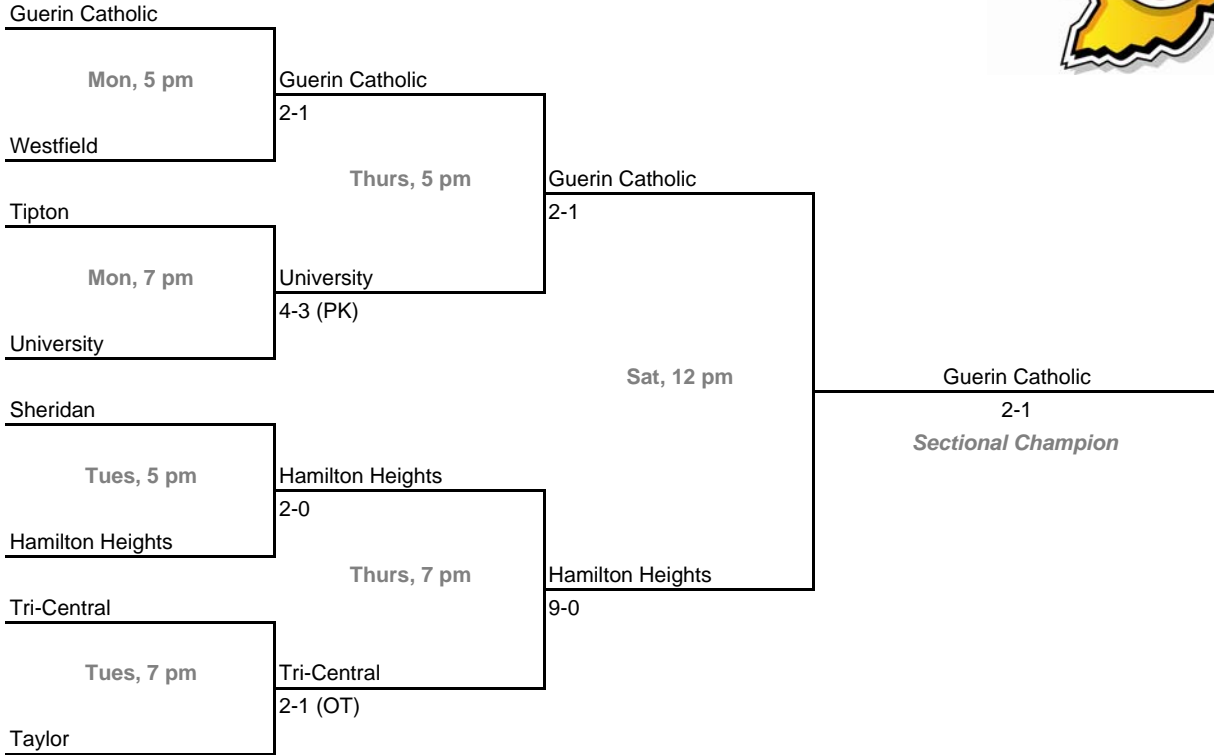 Guerin Catholic
Mon, 5 pm
Guerin Catholic
2-1
Westfield
Thurs, 5 pm
Guerin Catholic
2-1
Tipton
Mon, 7 pm
University
4-3 (PK)
University
Sat, 12 pm
Guerin Catholic
2-1
Sectional Champion
Sheridan
Tues, 5 pm
Hamilton Heights
2-0
Hamilton Heights
Thurs, 7 pm
Hamilton Heights
9-0
Tri-Central
Tues, 7 pm
Tri-Central
2-1 (OT)
Taylor